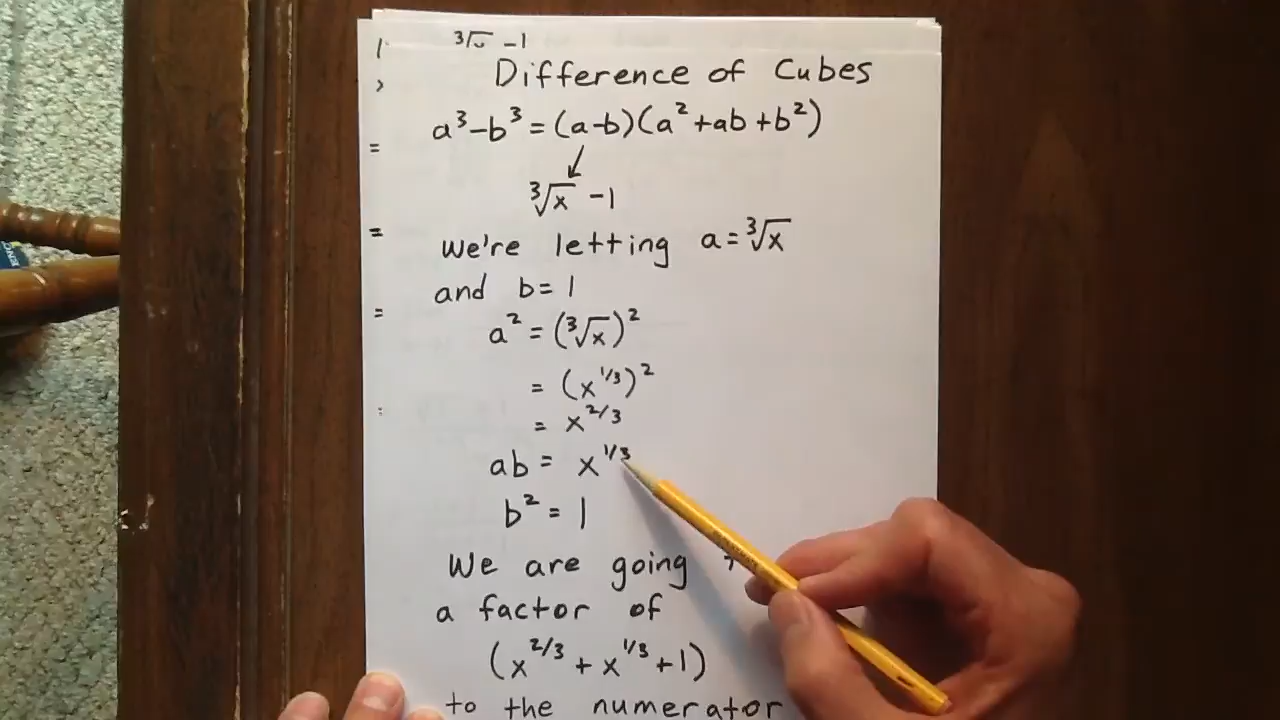 ∛ -1
Difference of Cubes
a³-b³ = (a-b)(a²+ab+b²)
∛x -1
We're letting a = ∛x
and b = 1
a² = (∛x)²
= (x^1/3)²
= x^2/3
ab = x^1/3
b² = 1
We are going
a factor of
(x^2/3 + x^1/3 + 1)
to the numerator